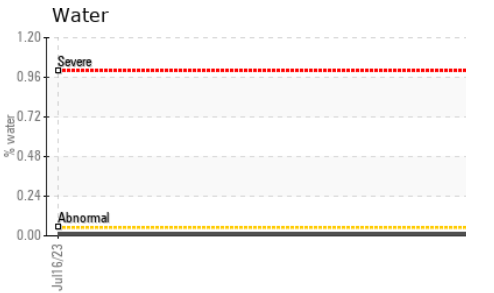 Water
1.20
Severe
0.96
0.72
% water
0.48
0.24
Abnormal
0.00
Jul16/23